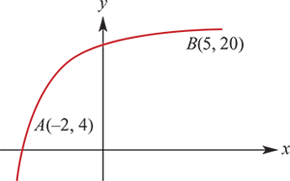 y
B(5, 20)
A(–2, 4)
x